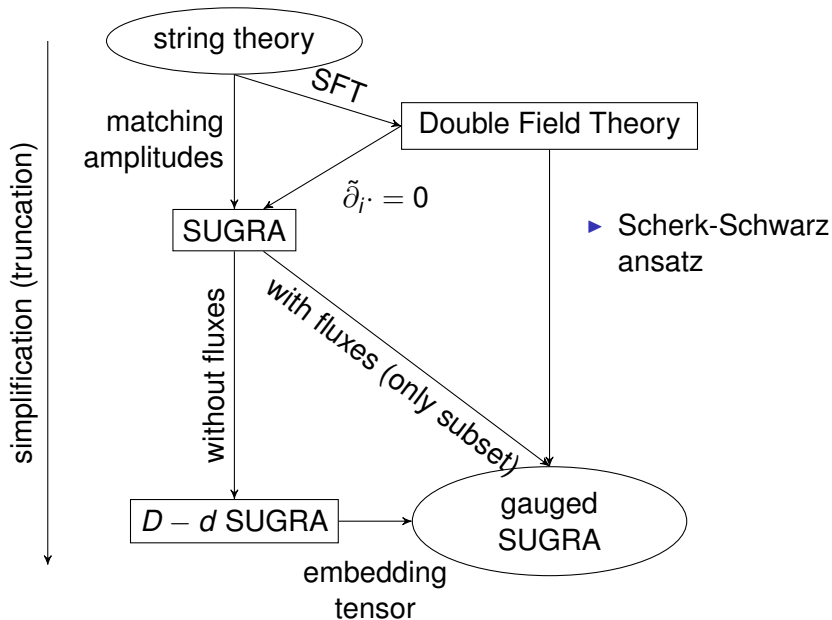 string theory
SFT
Double Field Theory
matching
amplitudes
∂̃ᵢ· = 0
SUGRA
► Scherk-Schwarz
ansatz
simplification (truncation)
without fluxes
with fluxes (only subset)
D − d SUGRA
gauged
SUGRA
embedding
tensor